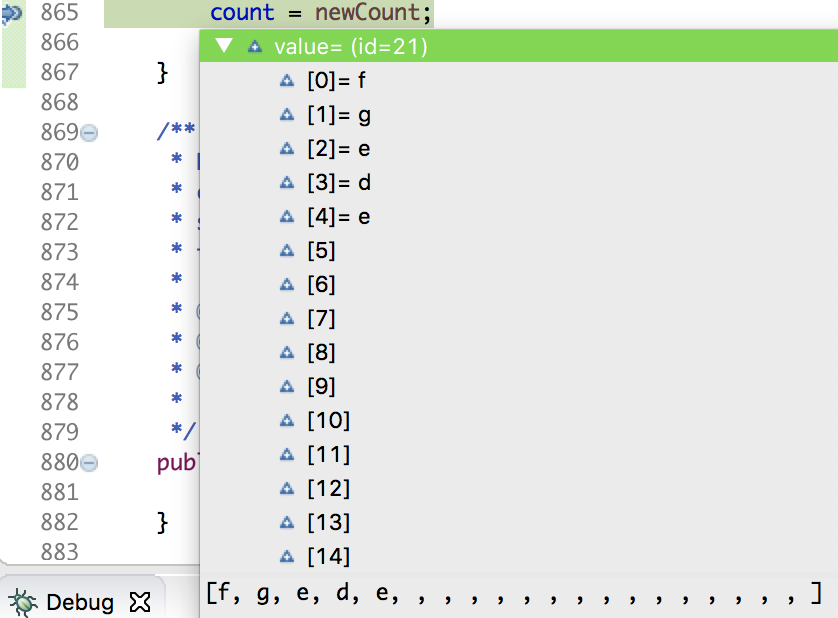 865 count = newCount;
866
867 }
868
869 /**
870 *
871 *
872 *
873 *
874 *
875 *
876 *
877 *
878 *
879 */
880 publ
881
882 }
883
value= (id=21)
[0]= f
[1]= g
[2]= e
[3]= d
[4]= e
[5]
[6]
[7]
[8]
[9]
[10]
[11]
[12]
[13]
[14]
[f, g, e, d, e, , , , , , , , , , , , , , , , ]
Debug